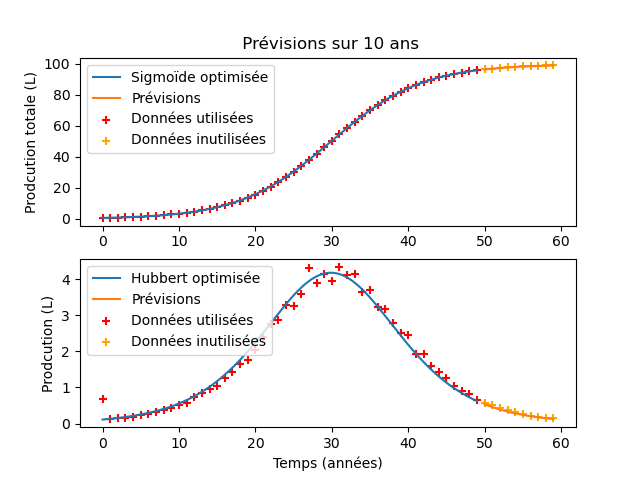 Prévisions sur 10 ans
Prodcution totale (L)
100
80
60
40
20
0
Sigmoïde optimisée
Prévisions
Données utilisées
Données inutilisées
0 10 20 30 40 50 60
Prodcution (L)
4
3
2
1
0
Hubbert optimisée
Prévisions
Données utilisées
Données inutilisées
0 10 20 30 40 50 60
Temps (années)